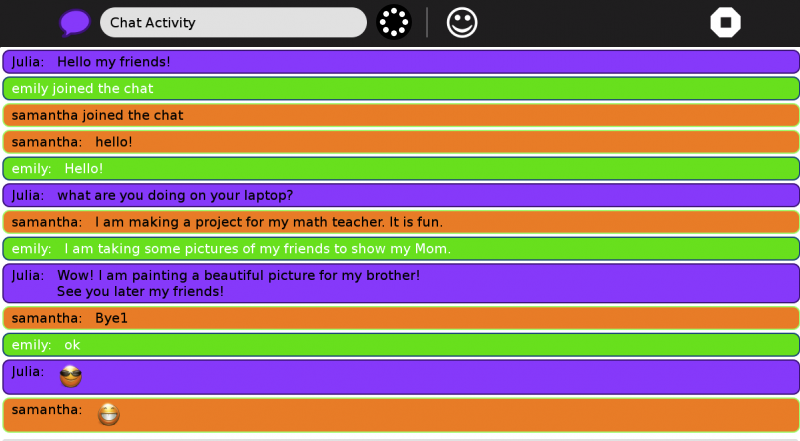 Chat Activity
Julia: Hello my friends!
emily joined the chat
samantha joined the chat
samantha: hello!
emily: Hello!
Julia: what are you doing on your laptop?
samantha: I am making a project for my math teacher. It is fun.
emily: I am taking some pictures of my friends to show my Mom.
Julia: Wow! I am painting a beautiful picture for my brother!
See you later my friends!
samantha: Bye1
emily: ok
Julia:
samantha: